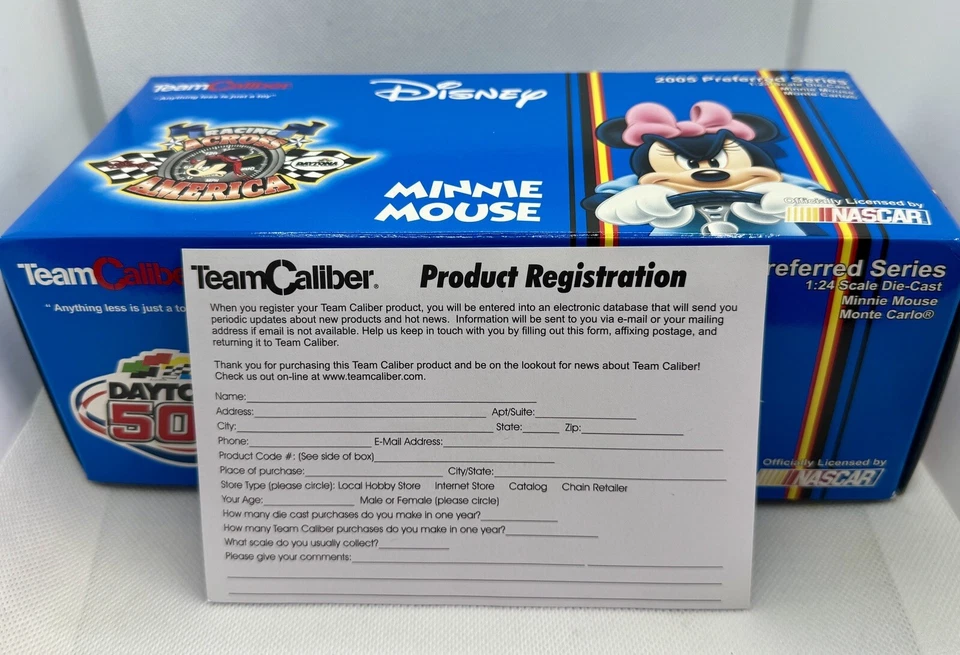 TeamCaliber
"Anything less is just a toy"
RACING
ACROSS
AMERICA
DAYTONA
DISNEY
MINNIE
MOUSE
2005 Preferred Series
1:24 Scale Die-Cast
Minnie Mouse
Monte Carlo®
Officially Licensed by
NASCAR
TeamCalibe
"Anything less is just a to
DAYTO
50
referred Series
1:24 Scale Die-Cast
Minnie Mouse
Monte Carlo®
Officially Licensed by
NASCAR
TeamCaliber® Product Registration
When you register your Team Caliber product, you will be entered into an electronic database that will send you
periodic updates about new products and hot news. Information will be sent to you via e-mail or your mailing
address if email is not available. Help us keep in touch with you by filling out this form, affixing postage, and
returning it to Team Caliber.
Thank you for purchasing this Team Caliber product and be on the lookout for news about Team Caliber!
Check us out on-line at www.teamcaliber.com.
Name:
Address: Apt/Suite:
City: State: Zip:
Phone: E-Mail Address:
Product Code #: (See side of box)
Place of purchase: City/State:
Store Type (please circle): Local Hobby Store Internet Store Catalog Chain Retailer
Your Age: Male or Female (please circle)
How many die cast purchases do you make in one year?
How many Team Caliber purchases do you make in one year?
What scale do you usually collect?
Please give your comments: